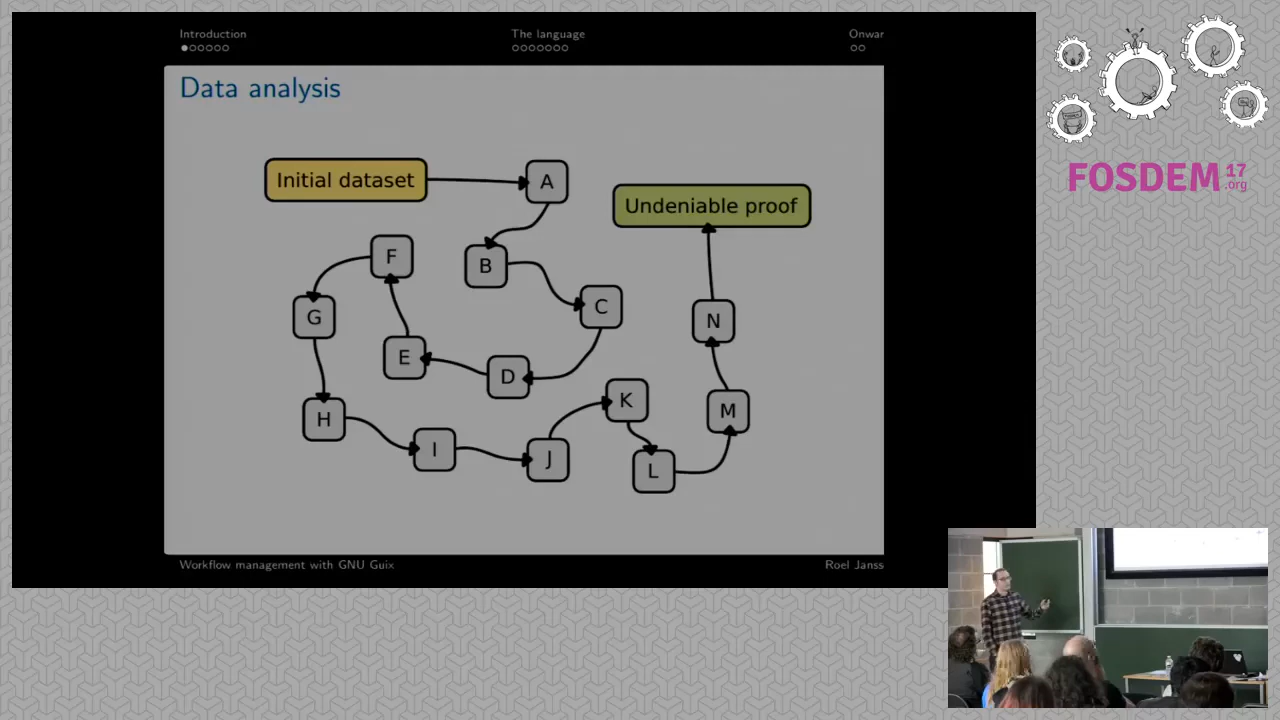 Introduction
The language
Onwar
Data analysis
Initial dataset
A
Undeniable proof
B
F
C
G
N
E
D
K
M
H
I
J
L
Workflow management with GNU Guix
Roel Janss
FOSDEM 17
.org